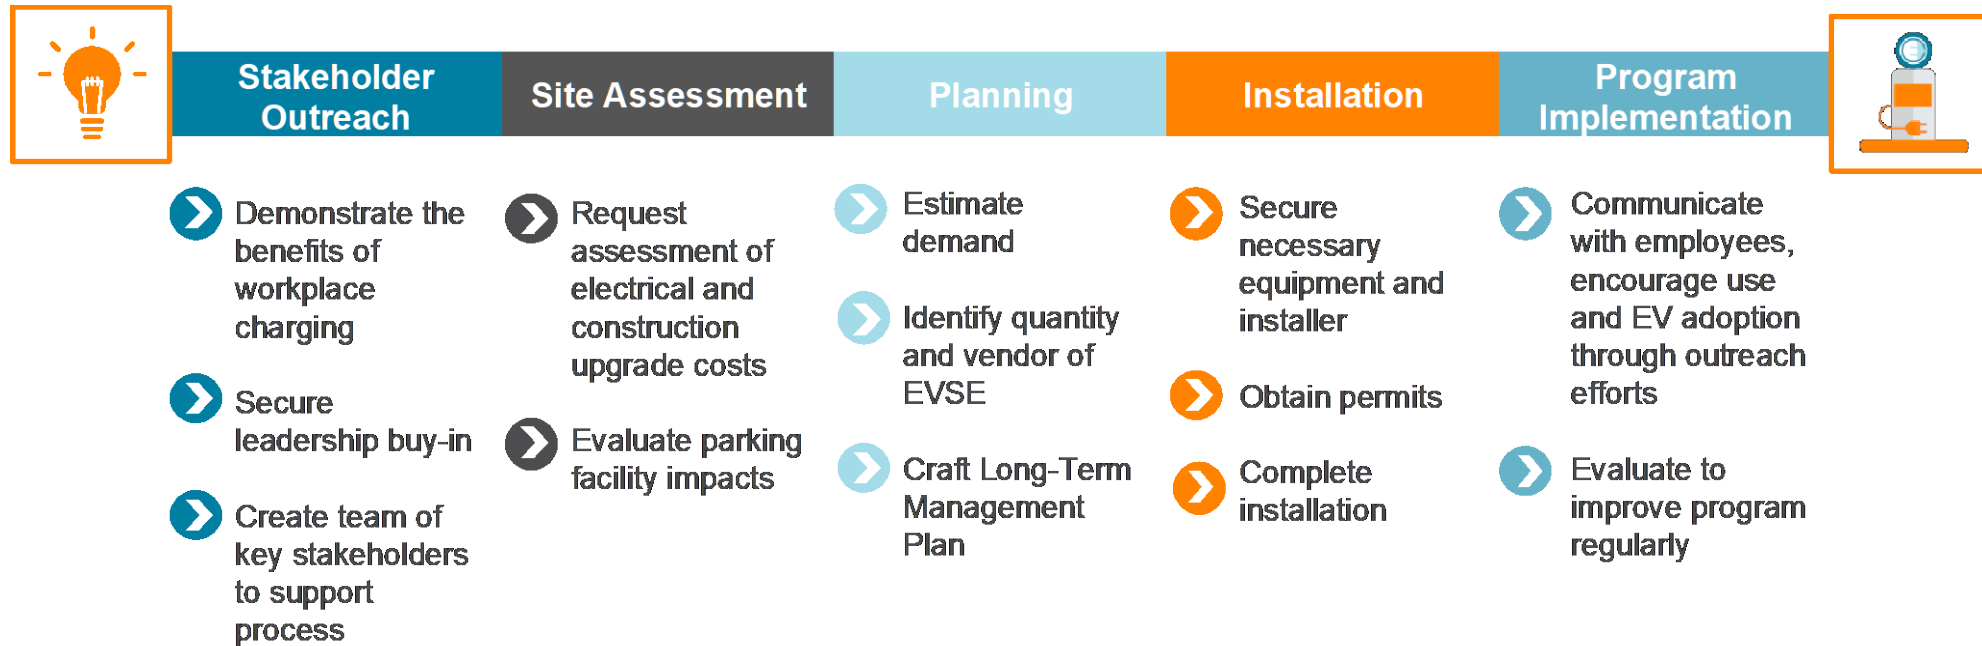 Stakeholder
Outreach
Site Assessment
Planning
Installation
Program
Implementation
Demonstrate the
benefits of
workplace
charging
Secure
leadership buy-in
Create team of
key stakeholders
to support
process
Request
assessment of
electrical and
construction
upgrade costs
Evaluate parking
facility impacts
Estimate
demand
Identify quantity
and vendor of
EVSE
Craft Long-Term
Management
Plan
Secure
necessary
equipment and
installer
Obtain permits
Complete
installation
Communicate
with employees,
encourage use
and EV adoption
through outreach
efforts
Evaluate to
improve program
regularly